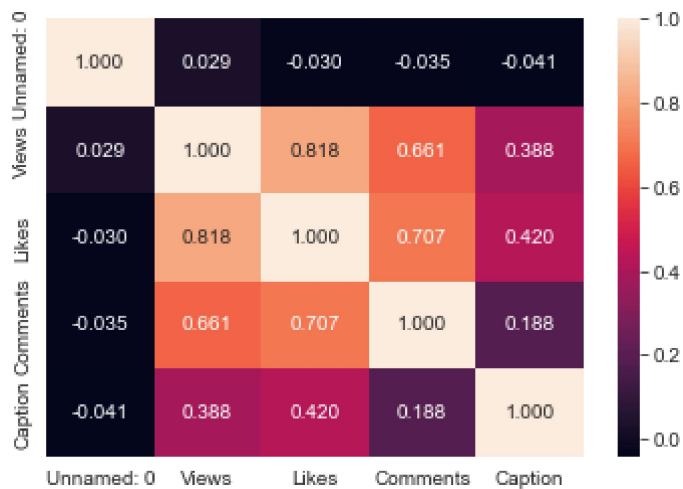 Unnamed: 0
1.000 0.029 -0.030 -0.035 -0.041
Views
0.029 1.000 0.818 0.661 0.388
Likes
-0.030 0.818 1.000 0.707 0.420
Comments
-0.035 0.661 0.707 1.000 0.188
Caption
-0.041 0.388 0.420 0.188 1.000
Unnamed: 0 Views Likes Comments Caption
1.0
0.8
0.6
0.4
0.2
0.0